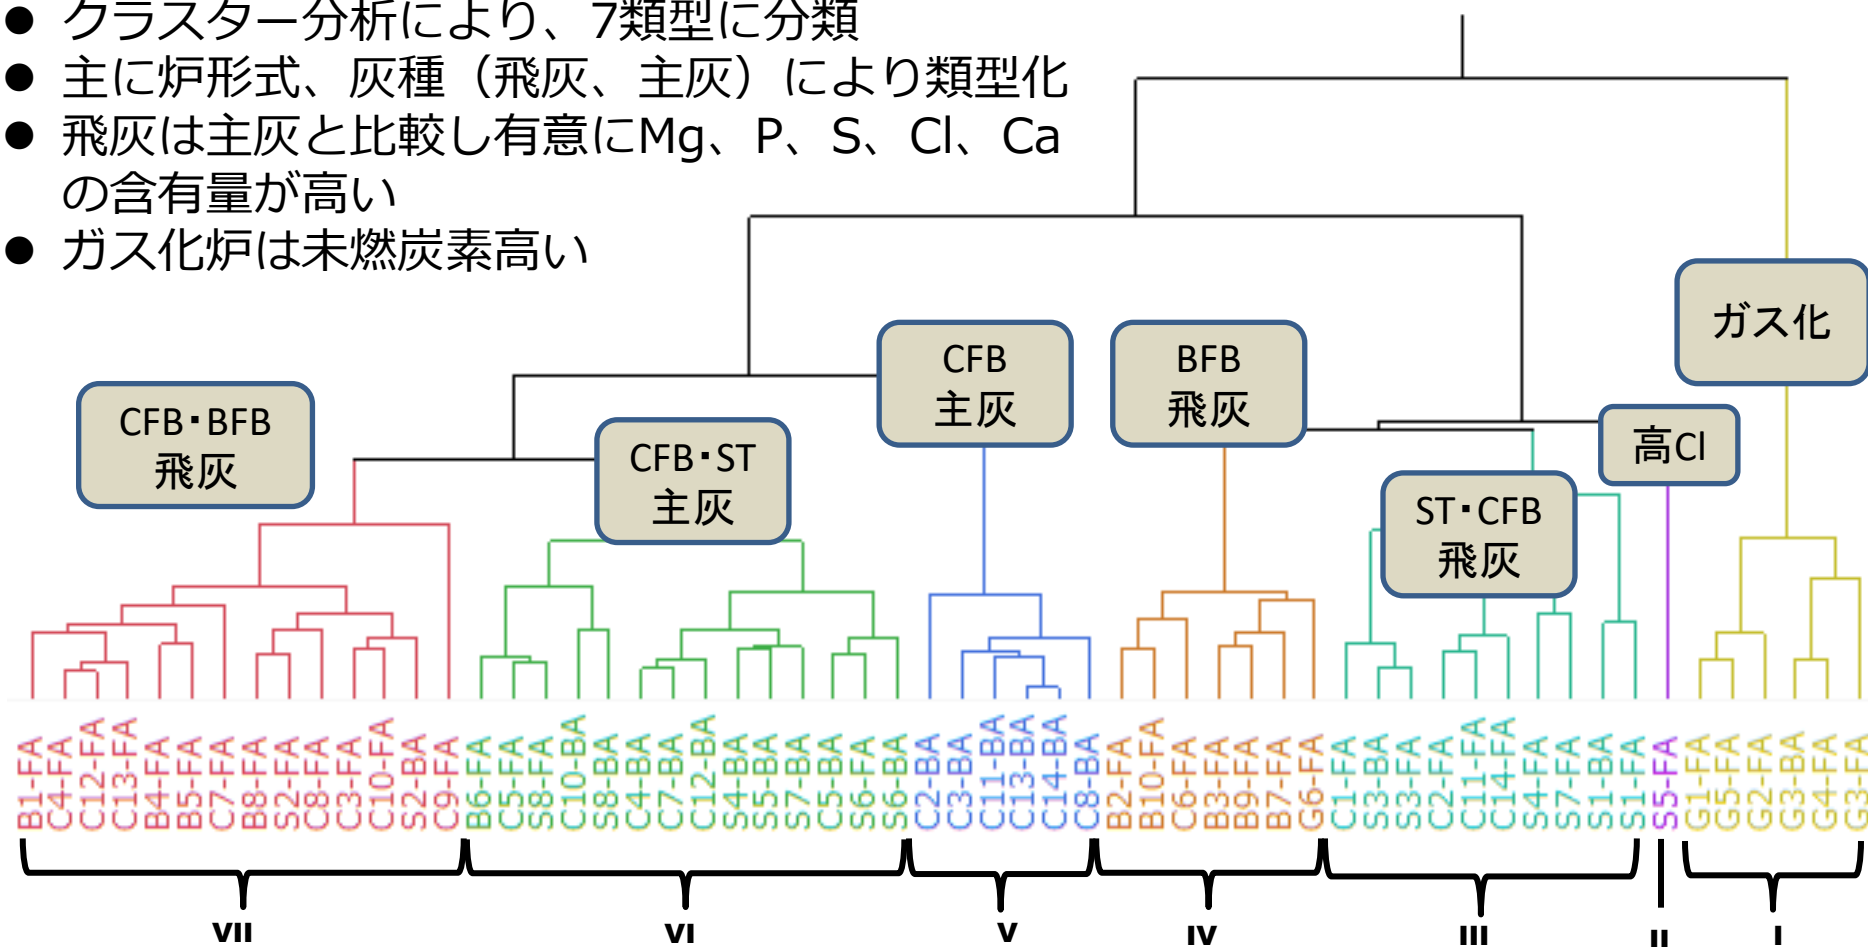 ● クラスター分析により、7類型に分類
● 主に炉形式、灰種（飛灰、主灰）により類型化
● 飛灰は主灰と比較し有意にMg、P、S、Cl、Ca
の含有量が高い
● ガス化炉は未燃炭素高い
ガス化
CFB
主灰
BFB
飛灰
CFB・BFB
飛灰
CFB・ST
主灰
高Cl
ST・CFB
飛灰
B1-FA
C4-FA
C12-FA
C13-FA
B4-FA
B5-FA
C7-FA
B8-FA
S2-FA
C8-FA
C3-FA
C10-FA
S2-BA
C9-FA
B6-FA
C5-FA
S8-FA
C10-BA
S8-BA
C4-BA
C7-BA
C12-BA
S4-BA
S5-BA
S7-BA
C5-BA
S6-FA
S6-BA
C2-BA
C3-BA
C11-BA
C13-BA
C14-BA
C8-BA
B2-FA
B10-FA
C6-FA
B3-FA
B9-FA
B7-FA
G6-FA
C1-FA
S3-BA
S3-FA
C2-FA
C11-FA
C14-FA
S4-FA
S7-FA
S1-BA
S1-FA
S5-FA
G1-FA
G5-FA
G2-FA
G3-BA
G4-FA
G3-FA
VII
VI
V
IV
III
II
I